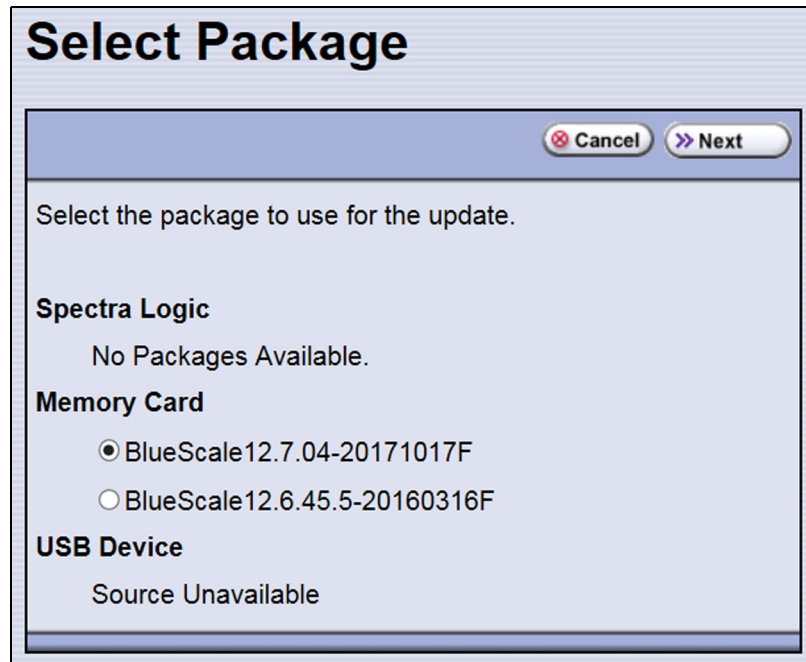 Select Package
Cancel Next
Select the package to use for the update.
Spectra Logic
No Packages Available.
Memory Card
BlueScale12.7.04-20171017F
BlueScale12.6.45.5-20160316F
USB Device
Source Unavailable